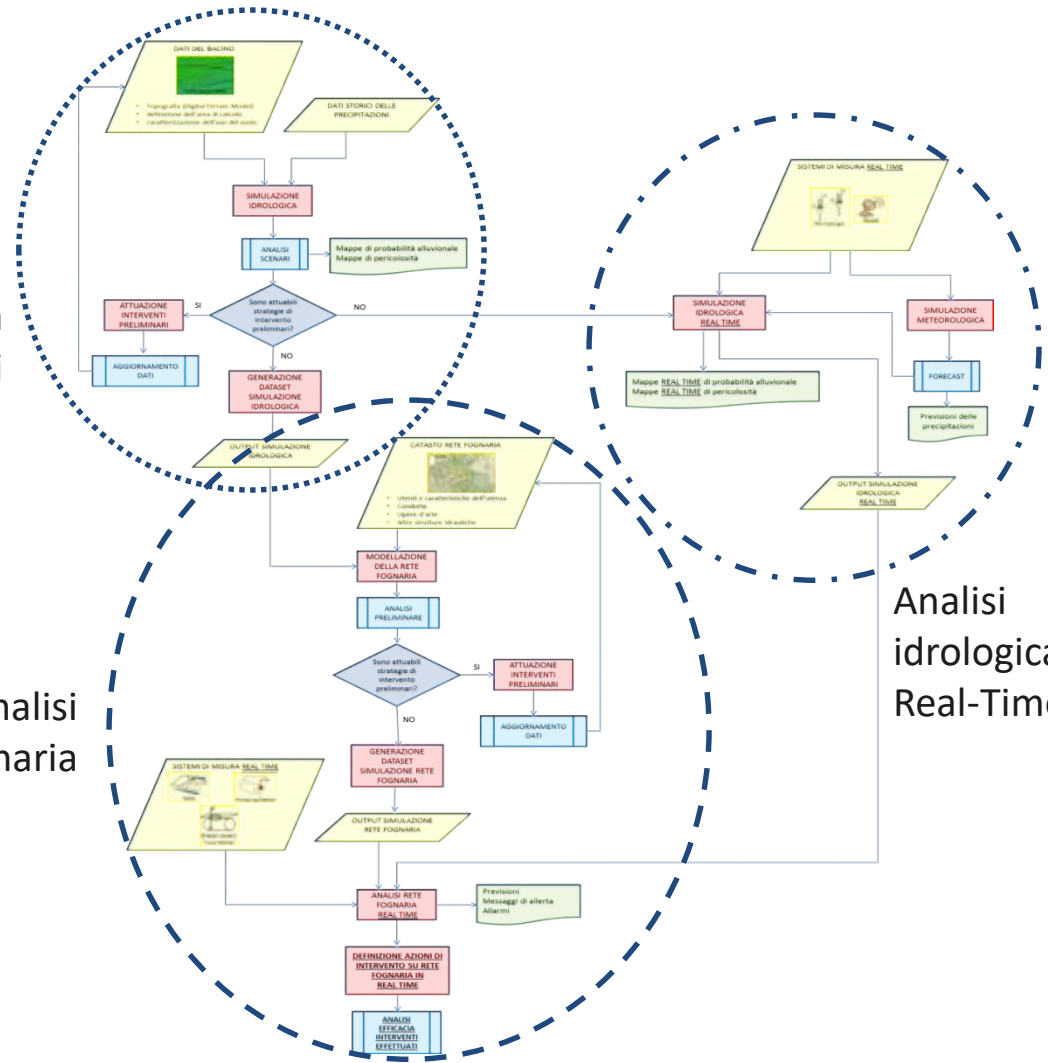 DATI DEL BACINO
• Topografia (Digital Terrain Model)
• definizione dell'area di calcolo
• caratterizzazione dell'uso del suolo
DATI STORICI DELLE
PRECIPITAZIONI
SIMULAZIONE
IDROLOGICA
ANALISI
SCENARI
Mappe di probabilità alluvionale
Mappe di pericolosità
Sono attuabili
strategie di
intervento
preliminari?
SI
NO
ATTUAZIONE
INTERVENTI
PRELIMINARI
AGGIORNAMENTO
DATI
NO
GENERAZIONE
DATASET
SIMULAZIONE
IDROLOGICA
OUTPUT SIMULAZIONE
IDROLOGICA
SISTEMI DI MISURA REAL TIME
SIMULAZIONE
IDROLOGICA
REAL TIME
SIMULAZIONE
METEOROLOGICA
Mappe REAL TIME di probabilità alluvionale
Mappe REAL TIME di pericolosità
FORECAST
Previsioni delle
precipitazioni
OUTPUT SIMULAZIONE
IDROLOGICA
REAL TIME
Analisi
idrologica
Real-Time
CATASTO RETE FOGNARIA
• Utenti e caratteristiche dell'utenza
• Condotte
• Opere d'arte
• Altre strutture idrauliche
MODELLAZIONE
DELLA RETE
FOGNARIA
ANALISI
PRELIMINARE
Sono attuabili
strategie di
intervento
preliminari?
SI
ATTUAZIONE
INTERVENTI
PRELIMINARI
AGGIORNAMENTO
DATI
NO
GENERAZIONE
DATASET
SIMULAZIONE RETE
FOGNARIA
nalisi
naria
SISTEMI DI MISURA REAL TIME
OUTPUT SIMULAZIONE
RETE FOGNARIA
ANALISI RETE
FOGNARIA
REAL TIME
Previsioni
Messaggi di allerta
Allarmi
DEFINIZIONE AZIONI DI
INTERVENTO SU RETE
FOGNARIA IN
REAL TIME
ANALISI
EFFICACIA
INTERVENTI
EFFETTUATI